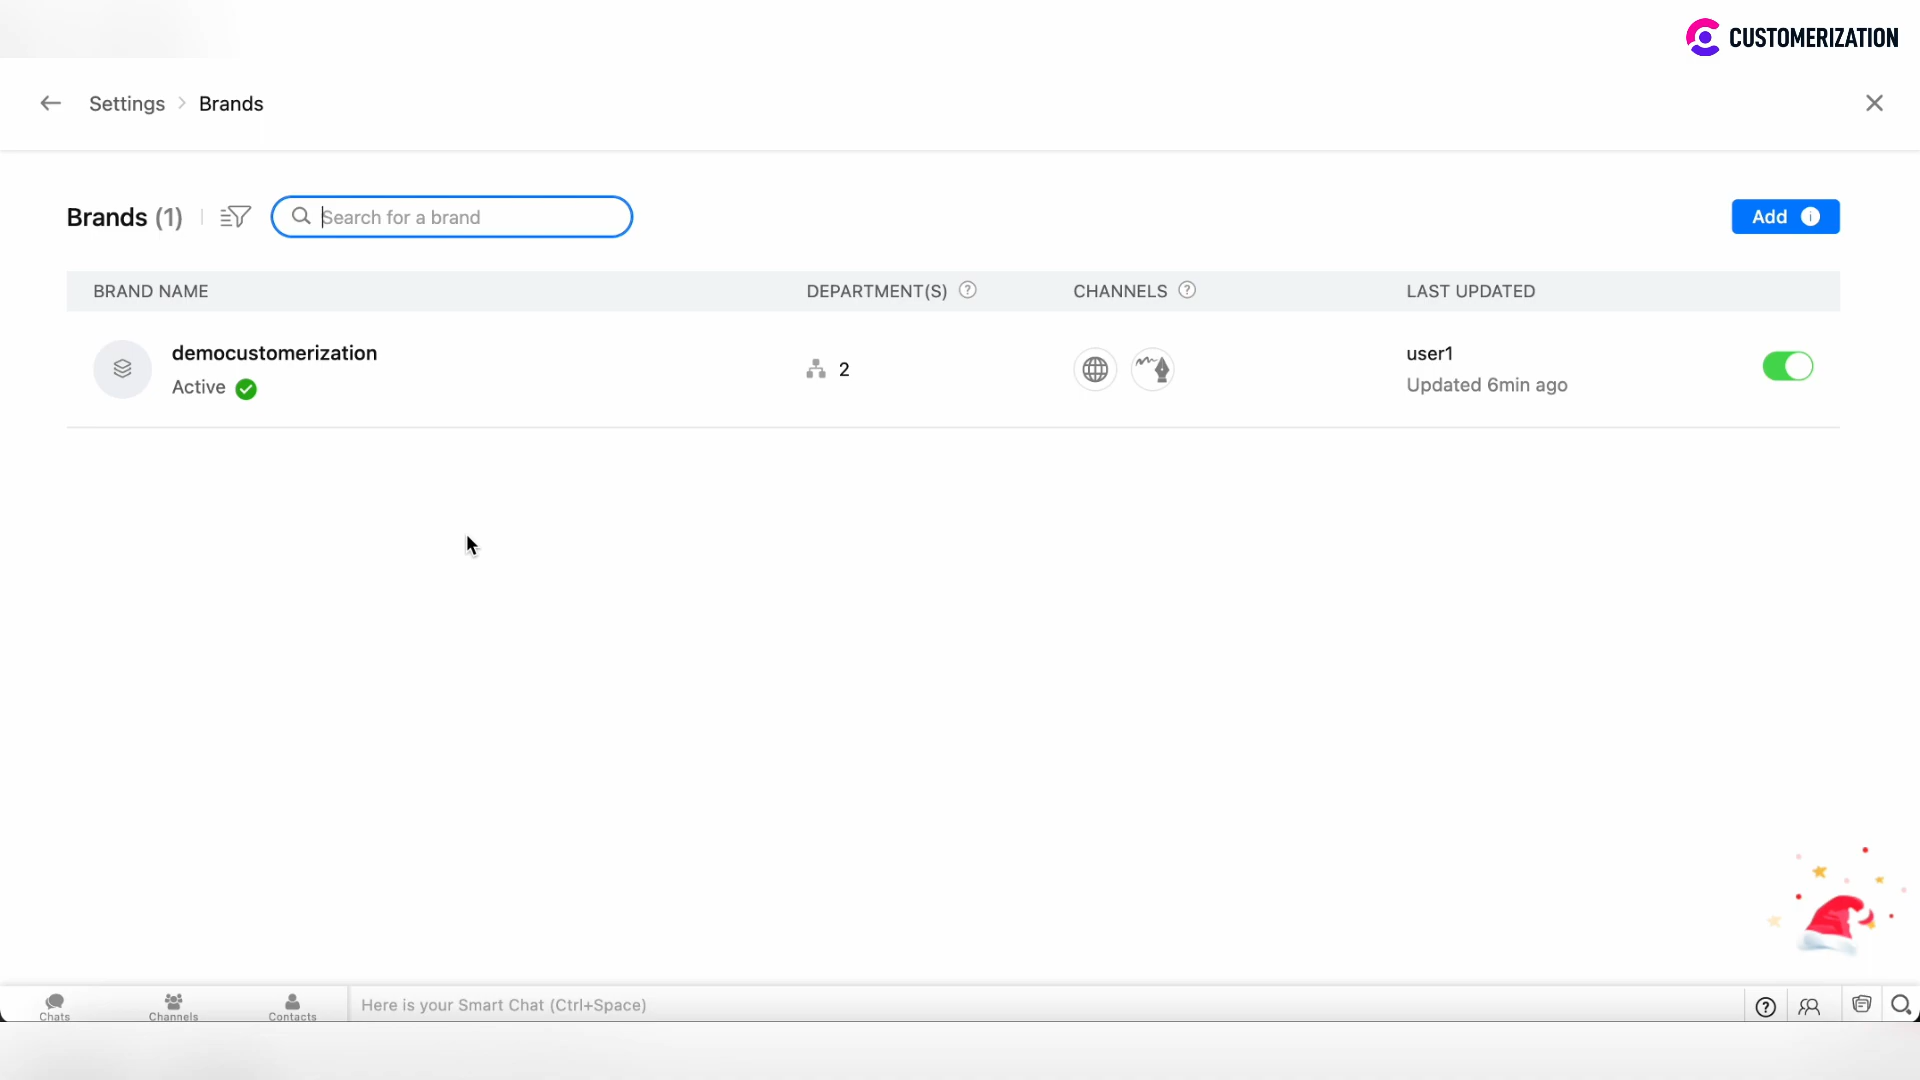 CUSTOMERIZATION
Settings > Brands
Brands (1)
Search for a brand
Add
BRAND NAME
DEPARTMENT(S)
CHANNELS
LAST UPDATED
democustomerization
Active
2
user1
Updated 6min ago
Chats
Channels
Contacts
Here is your Smart Chat (Ctrl+Space)